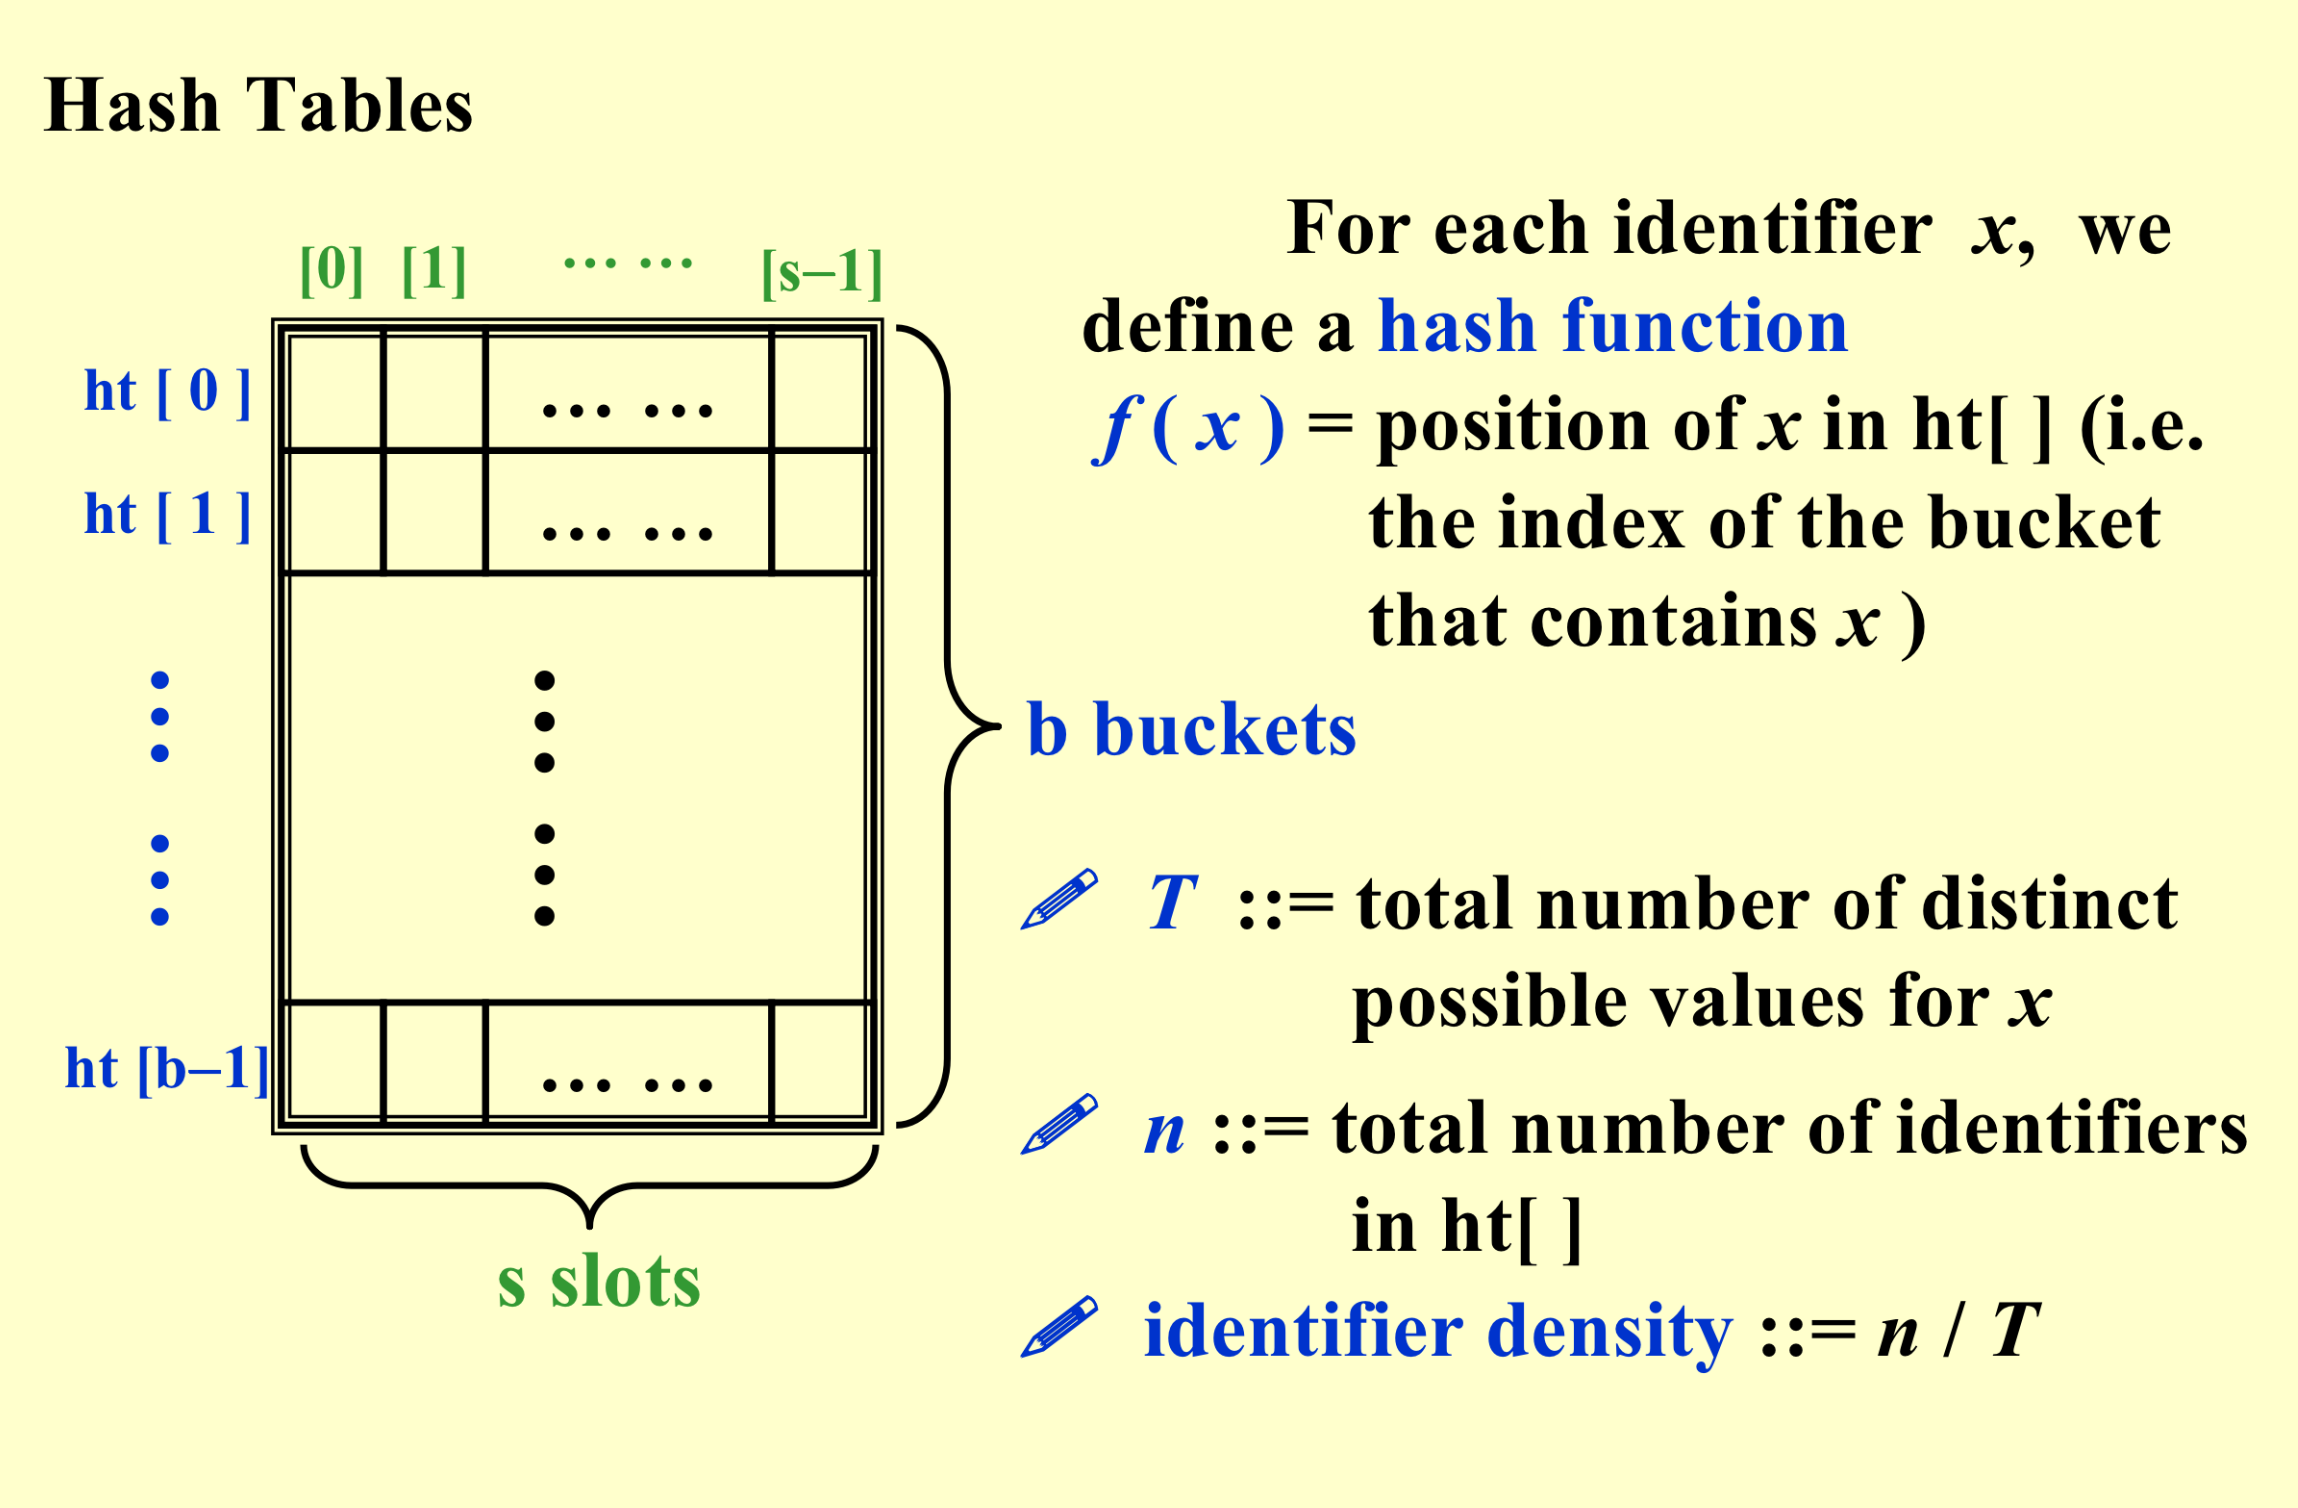 Hash Tables
[0] [1] ··· ··· [s–1]
ht [ 0 ] ··· ···
ht [ 1 ] ··· ···
ht [b–1] ··· ···
s slots
For each identifier x, we
define a hash function
f ( x ) = position of x in ht[ ] (i.e.
the index of the bucket
that contains x )
b buckets
T ::= total number of distinct
possible values for x
n ::= total number of identifiers
in ht[ ]
identifier density ::= n / T